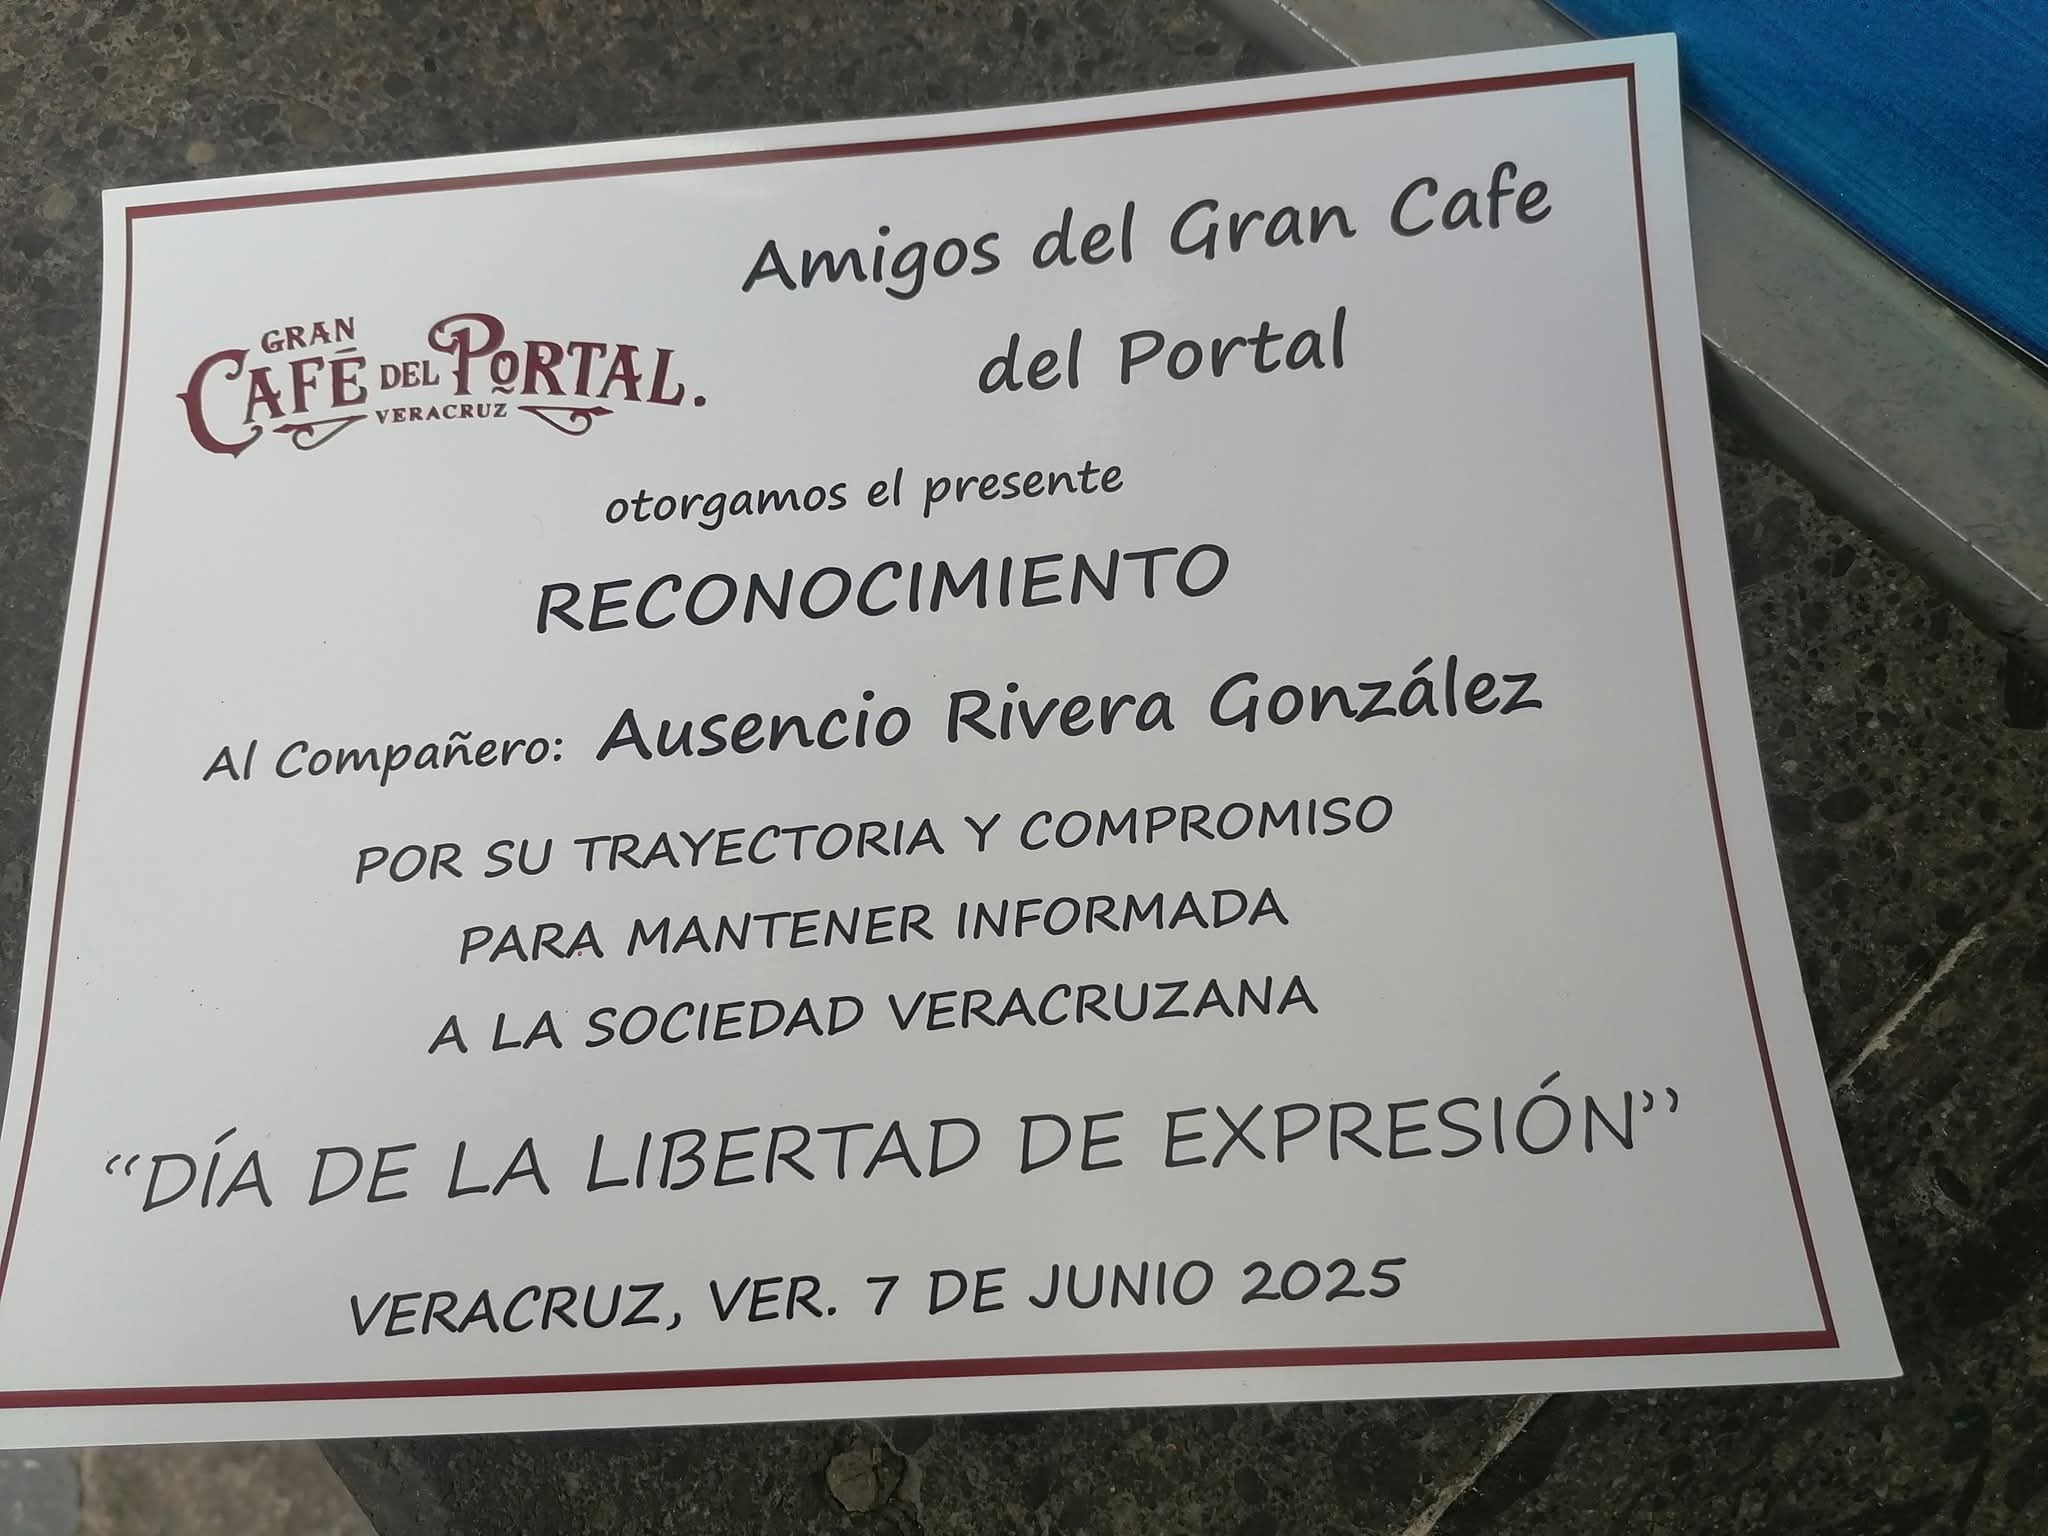 GRAN
CAFÉ DEL PORTAL.
VERACRUZ
Amigos del Gran Cafe
del Portal
otorgamos el presente
RECONOCIMIENTO
Al Compañero: Ausencio Rivera González
POR SU TRAYECTORIA Y COMPROMISO
PARA MANTENER INFORMADA
A LA SOCIEDAD VERACRUZANA
“DÍA DE LA LIBERTAD DE EXPRESIÓN”
VERACRUZ, VER. 7 DE JUNIO 2025